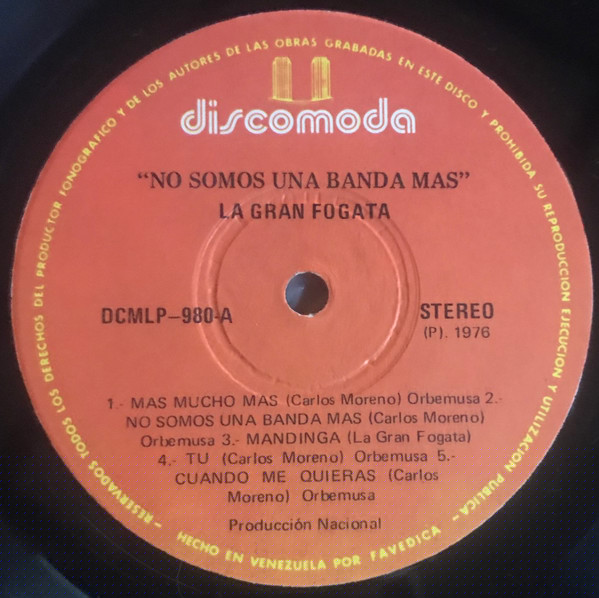 RESERVADOS TODOS LOS DERECHOS DEL PRODUCTOR FONOGRAFICO Y DE LOS AUTORES DE LAS OBRAS GRABADAS EN ESTE DISCO Y PROHIBIDA SU REPRODUCCION EJECUCION Y UTILIZACION PUBLICA-
discomoda
"NO SOMOS UNA BANDA MAS"
LA GRAN FOGATA
DCMLP-980-A
STEREO
(P). 1976
1.- MAS MUCHO MAS (Carlos Moreno) Orbemusa 2.-
NO SOMOS UNA BANDA MAS (Carlos Moreno)
Orbemusa 3.- MANDINGA (La Gran Fogata)
4.- TU (Carlos Moreno) Orbemusa 5.-
CUANDO ME QUIERAS (Carlos
Moreno) Orbemusa
Producción Nacional
HECHO EN VENEZUELA POR FAVEDICA -